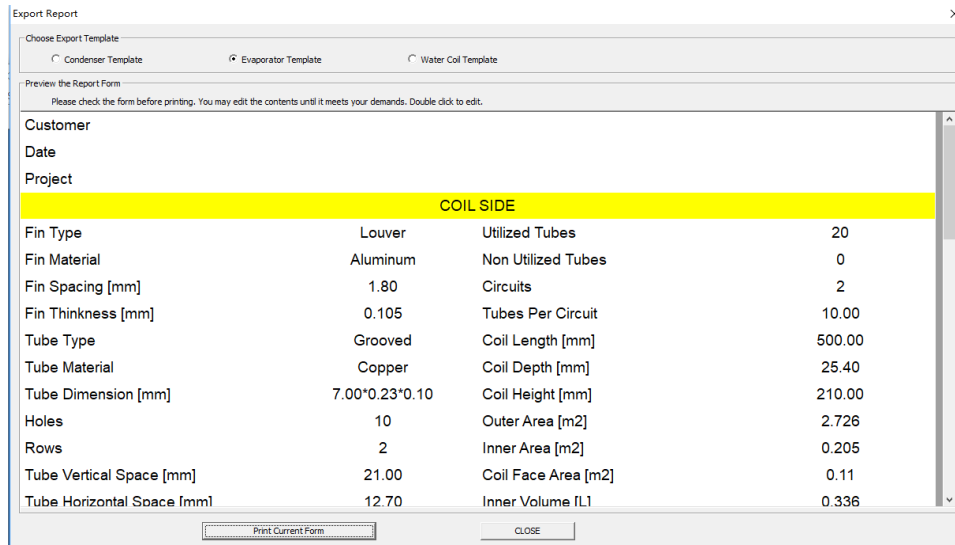 Export Report
Choose Export Template
Condenser Template Evaporator Template Water Coil Template
Preview the Report Form
Please check the form before printing. You may edit the contents until it meets your demands. Double click to edit.
Customer
Date
Project
COIL SIDE
Fin Type Louver Utilized Tubes 20
Fin Material Aluminum Non Utilized Tubes 0
Fin Spacing [mm] 1.80 Circuits 2
Fin Thinkness [mm] 0.105 Tubes Per Circuit 10.00
Tube Type Grooved Coil Length [mm] 500.00
Tube Material Copper Coil Depth [mm] 25.40
Tube Dimension [mm] 7.00*0.23*0.10 Coil Height [mm] 210.00
Holes 10 Outer Area [m2] 2.726
Rows 2 Inner Area [m2] 0.205
Tube Vertical Space [mm] 21.00 Coil Face Area [m2] 0.11
Tube Horizontal Space [mm] 12.70 Inner Volume [L] 0.336
Print Current Form CLOSE